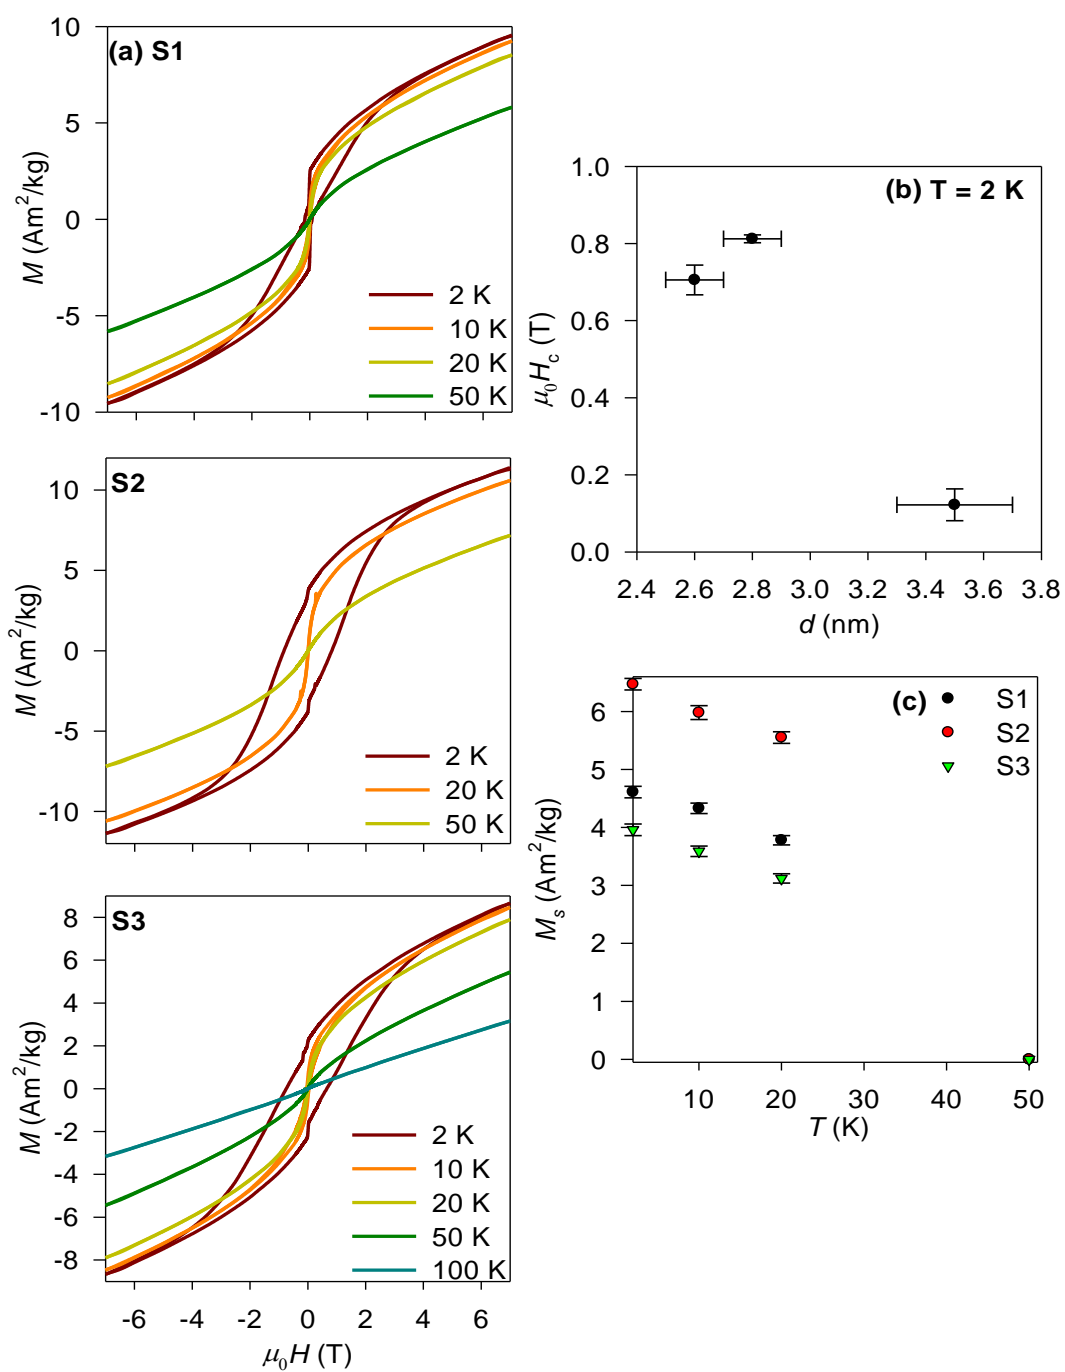 (a) S1
10
5
0
-5
-10
M (Am²/kg)
2 K
10 K
20 K
50 K
S2
10
5
0
-5
-10
M (Am²/kg)
2 K
20 K
50 K
S3
8
6
4
2
0
-2
-4
-6
-8
M (Am²/kg)
2 K
10 K
20 K
50 K
100 K
-6 -4 -2 0 2 4 6
μ₀H (T)
(b) T = 2 K
1.0
0.8
0.6
0.4
0.2
0.0
μ₀H_c (T)
2.4 2.6 2.8 3.0 3.2 3.4 3.6 3.8
d (nm)
(c)
S1
S2
S3
6
5
4
3
2
1
0
M_s (Am²/kg)
10 20 30 40 50
T (K)